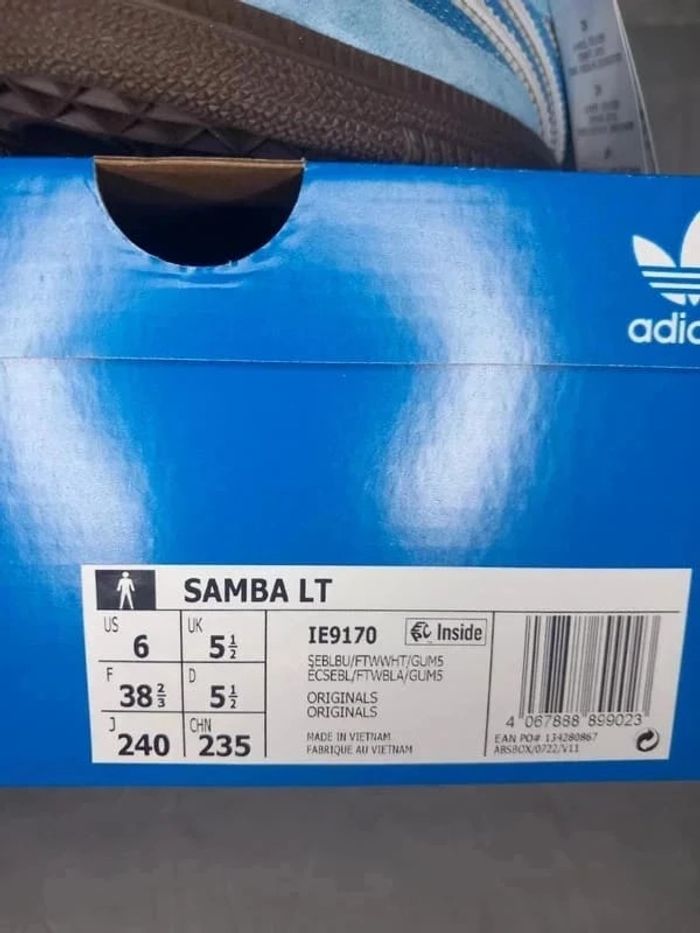 adid
SAMBA LT
US 6 UK 5½
F 38⅔ D 5½
J 240 CHN 235
IE9170
Inside
SEBLBU/FTWWHT/GUM5
ECSEBL/FTWBLA/GUM5
ORIGINALS
ORIGINALS
MADE IN VIETNAM
FABRIQUE AU VIETNAM
4 067888 899023
EAN PO# 134280867
ABSBOX/0722/V11